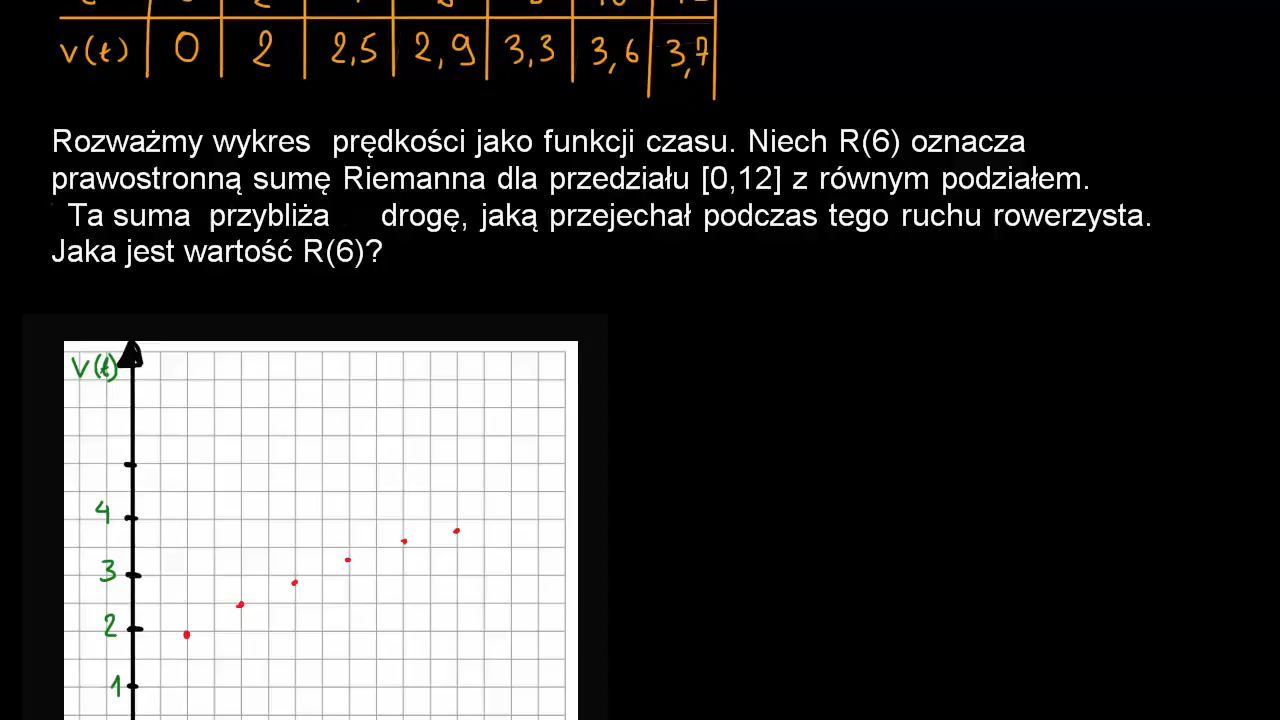 v(t) 0 2 2,5 2,9 3,3 3,6 3,7
Rozważmy wykres prędkości jako funkcji czasu. Niech R(6) oznacza
prawostronną sumę Riemanna dla przedziału [0,12] z równym podziałem.
Ta suma przybliża drogę, jaką przejechał podczas tego ruchu rowerzysta.
Jaka jest wartość R(6)?
v(t)
4
3
2
1